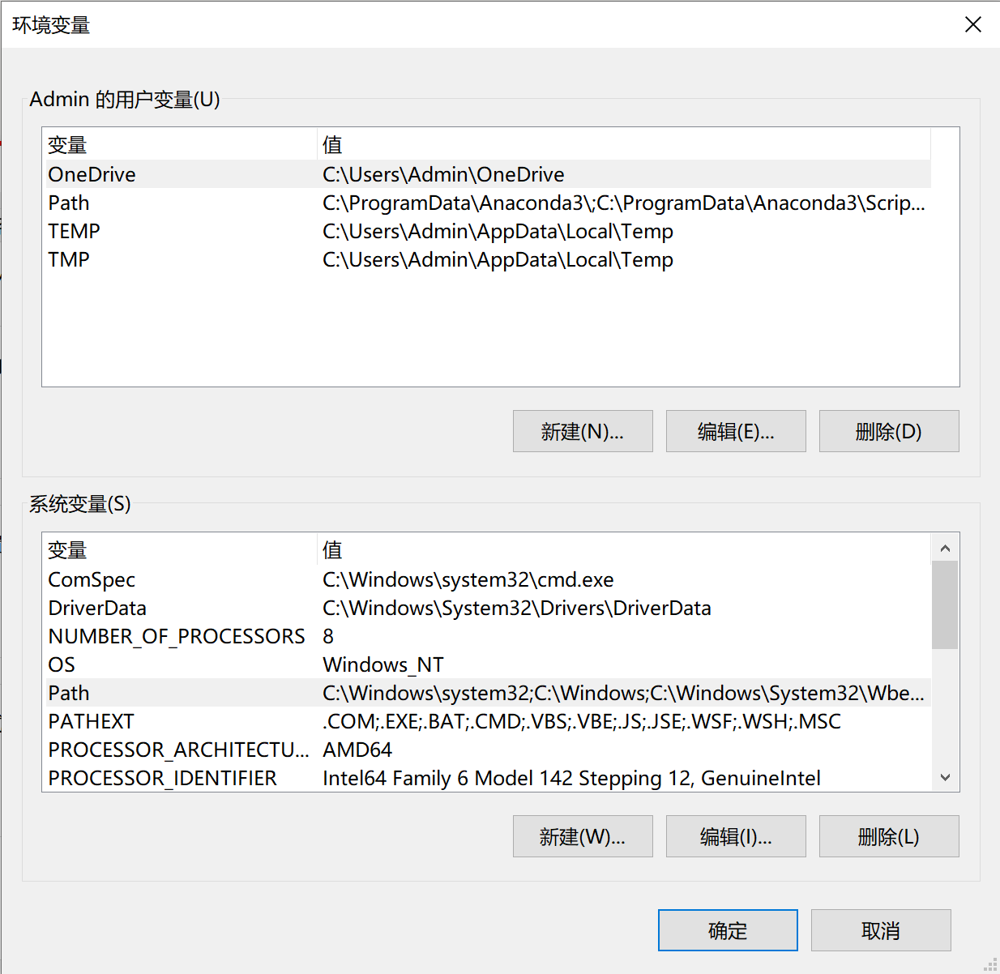 环境变量
Admin 的用户变量(U)
变量 值
OneDrive C:\Users\Admin\OneDrive
Path C:\ProgramData\Anaconda3\;C:\ProgramData\Anaconda3\Scrip...
TEMP C:\Users\Admin\AppData\Local\Temp
TMP C:\Users\Admin\AppData\Local\Temp
新建(N)... 编辑(E)... 删除(D)
系统变量(S)
变量 值
ComSpec C:\Windows\system32\cmd.exe
DriverData C:\Windows\System32\Drivers\DriverData
NUMBER_OF_PROCESSORS 8
OS Windows_NT
Path C:\Windows\system32;C:\Windows;C:\Windows\System32\Wbe...
PATHEXT .COM;.EXE;.BAT;.CMD;.VBS;.VBE;.JS;.JSE;.WSF;.WSH;.MSC
PROCESSOR_ARCHITECTU... AMD64
PROCESSOR_IDENTIFIER Intel64 Family 6 Model 142 Stepping 12, GenuineIntel
新建(W)... 编辑(I)... 删除(L)
确定 取消